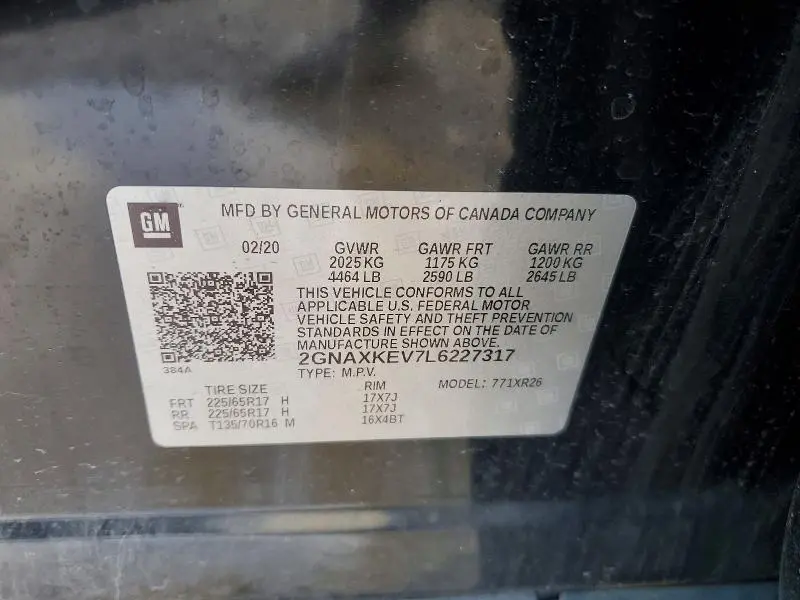 GM
MFD BY GENERAL MOTORS OF CANADA COMPANY
02/20 GVWR GAWR FRT GAWR RR
2025 KG 1175 KG 1200 KG
4464 LB 2590 LB 2645 LB
THIS VEHICLE CONFORMS TO ALL
APPLICABLE U.S. FEDERAL MOTOR
VEHICLE SAFETY AND THEFT PREVENTION
STANDARDS IN EFFECT ON THE DATE OF
MANUFACTURE SHOWN ABOVE.
2GNAXKEV7L6227317
384A
TYPE: M.P.V. MODEL: 771XR26
TIRE SIZE RIM
FRT 225/65R17 H 17X7J
RR 225/65R17 H 17X7J
SPA T135/70R16 M 16X4BT